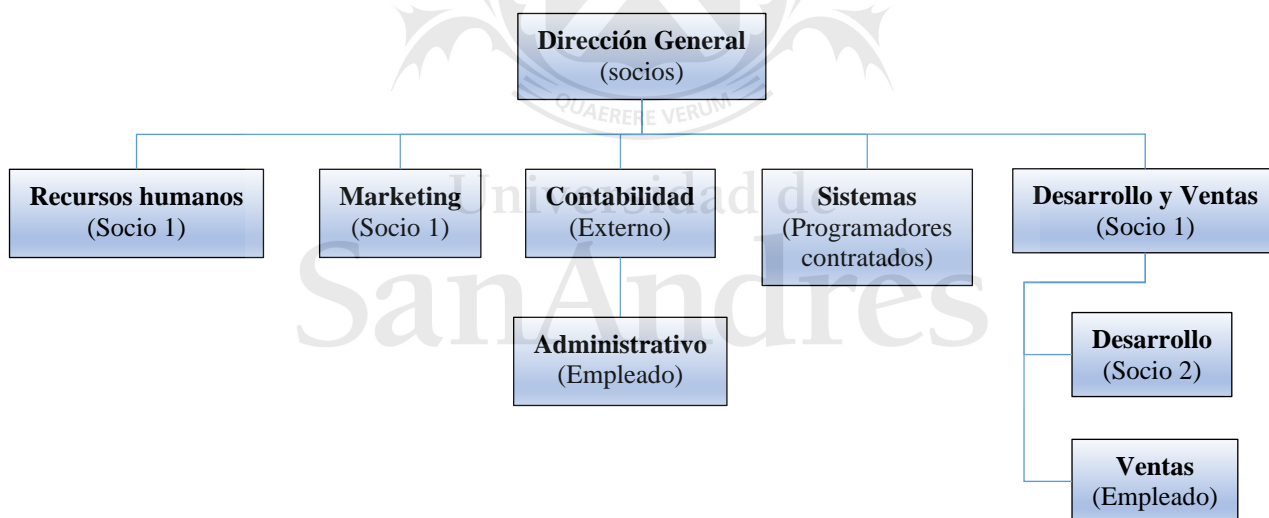 Dirección General
(socios)
QUAERERE VERUM
Recursos humanos
(Socio 1)
Marketing
(Socio 1)
Contabilidad
(Externo)
Sistemas
(Programadores
contratados)
Desarrollo y Ventas
(Socio 1)
Universidad de
SanAndres
Administrativo
(Empleado)
Desarrollo
(Socio 2)
Ventas
(Empleado)